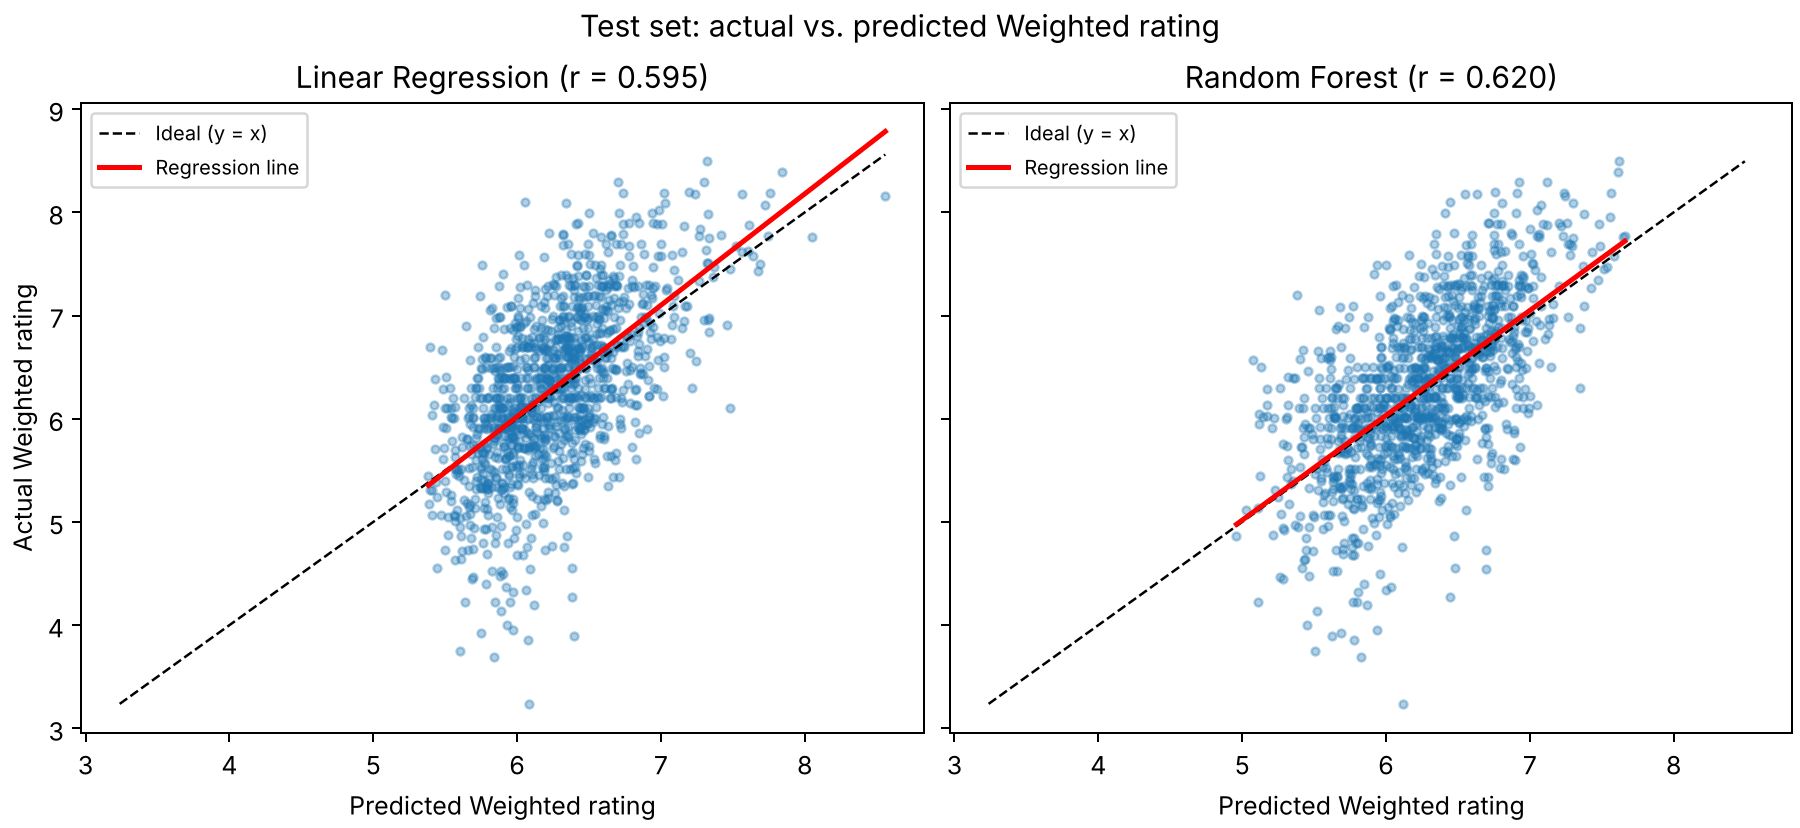 Test set: actual vs. predicted Weighted rating
Linear Regression (r = 0.595)
Ideal (y = x)
Regression line
9
8
7
6
5
4
3
Actual Weighted rating
3 4 5 6 7 8
Predicted Weighted rating
Random Forest (r = 0.620)
Ideal (y = x)
Regression line
3 4 5 6 7 8
Predicted Weighted rating